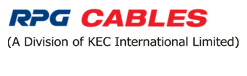 RPG CABLES
(A Division of KEC International Limited)